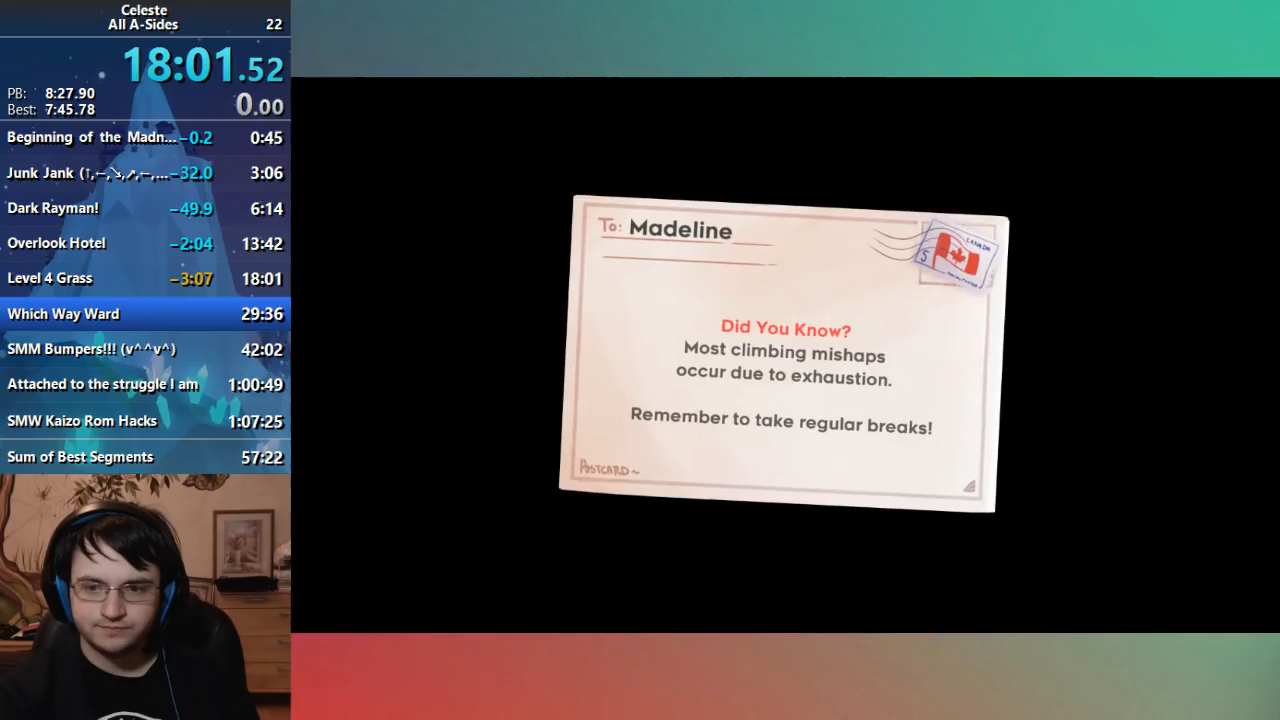 Celeste
All A-Sides 22
18:01.52
PB: 8:27.90
Best: 7:45.78
0.00
Beginning of the Madn... −0.2 0:45
Junk Jank (↑,←,↘,↗,←,... −32.0 3:06
Dark Rayman! −49.9 6:14
Overlook Hotel −2:04 13:42
Level 4 Grass −3:07 18:01
Which Way Ward 29:36
SMM Bumpers!!! (v^^v^) 42:02
Attached to the struggle I am 1:00:49
SMW Kaizo Rom Hacks 1:07:25
Sum of Best Segments 57:22
To: Madeline
CANADA
5
Did You Know?
Most climbing mishaps
occur due to exhaustion.
Remember to take regular breaks!
POSTCARD~